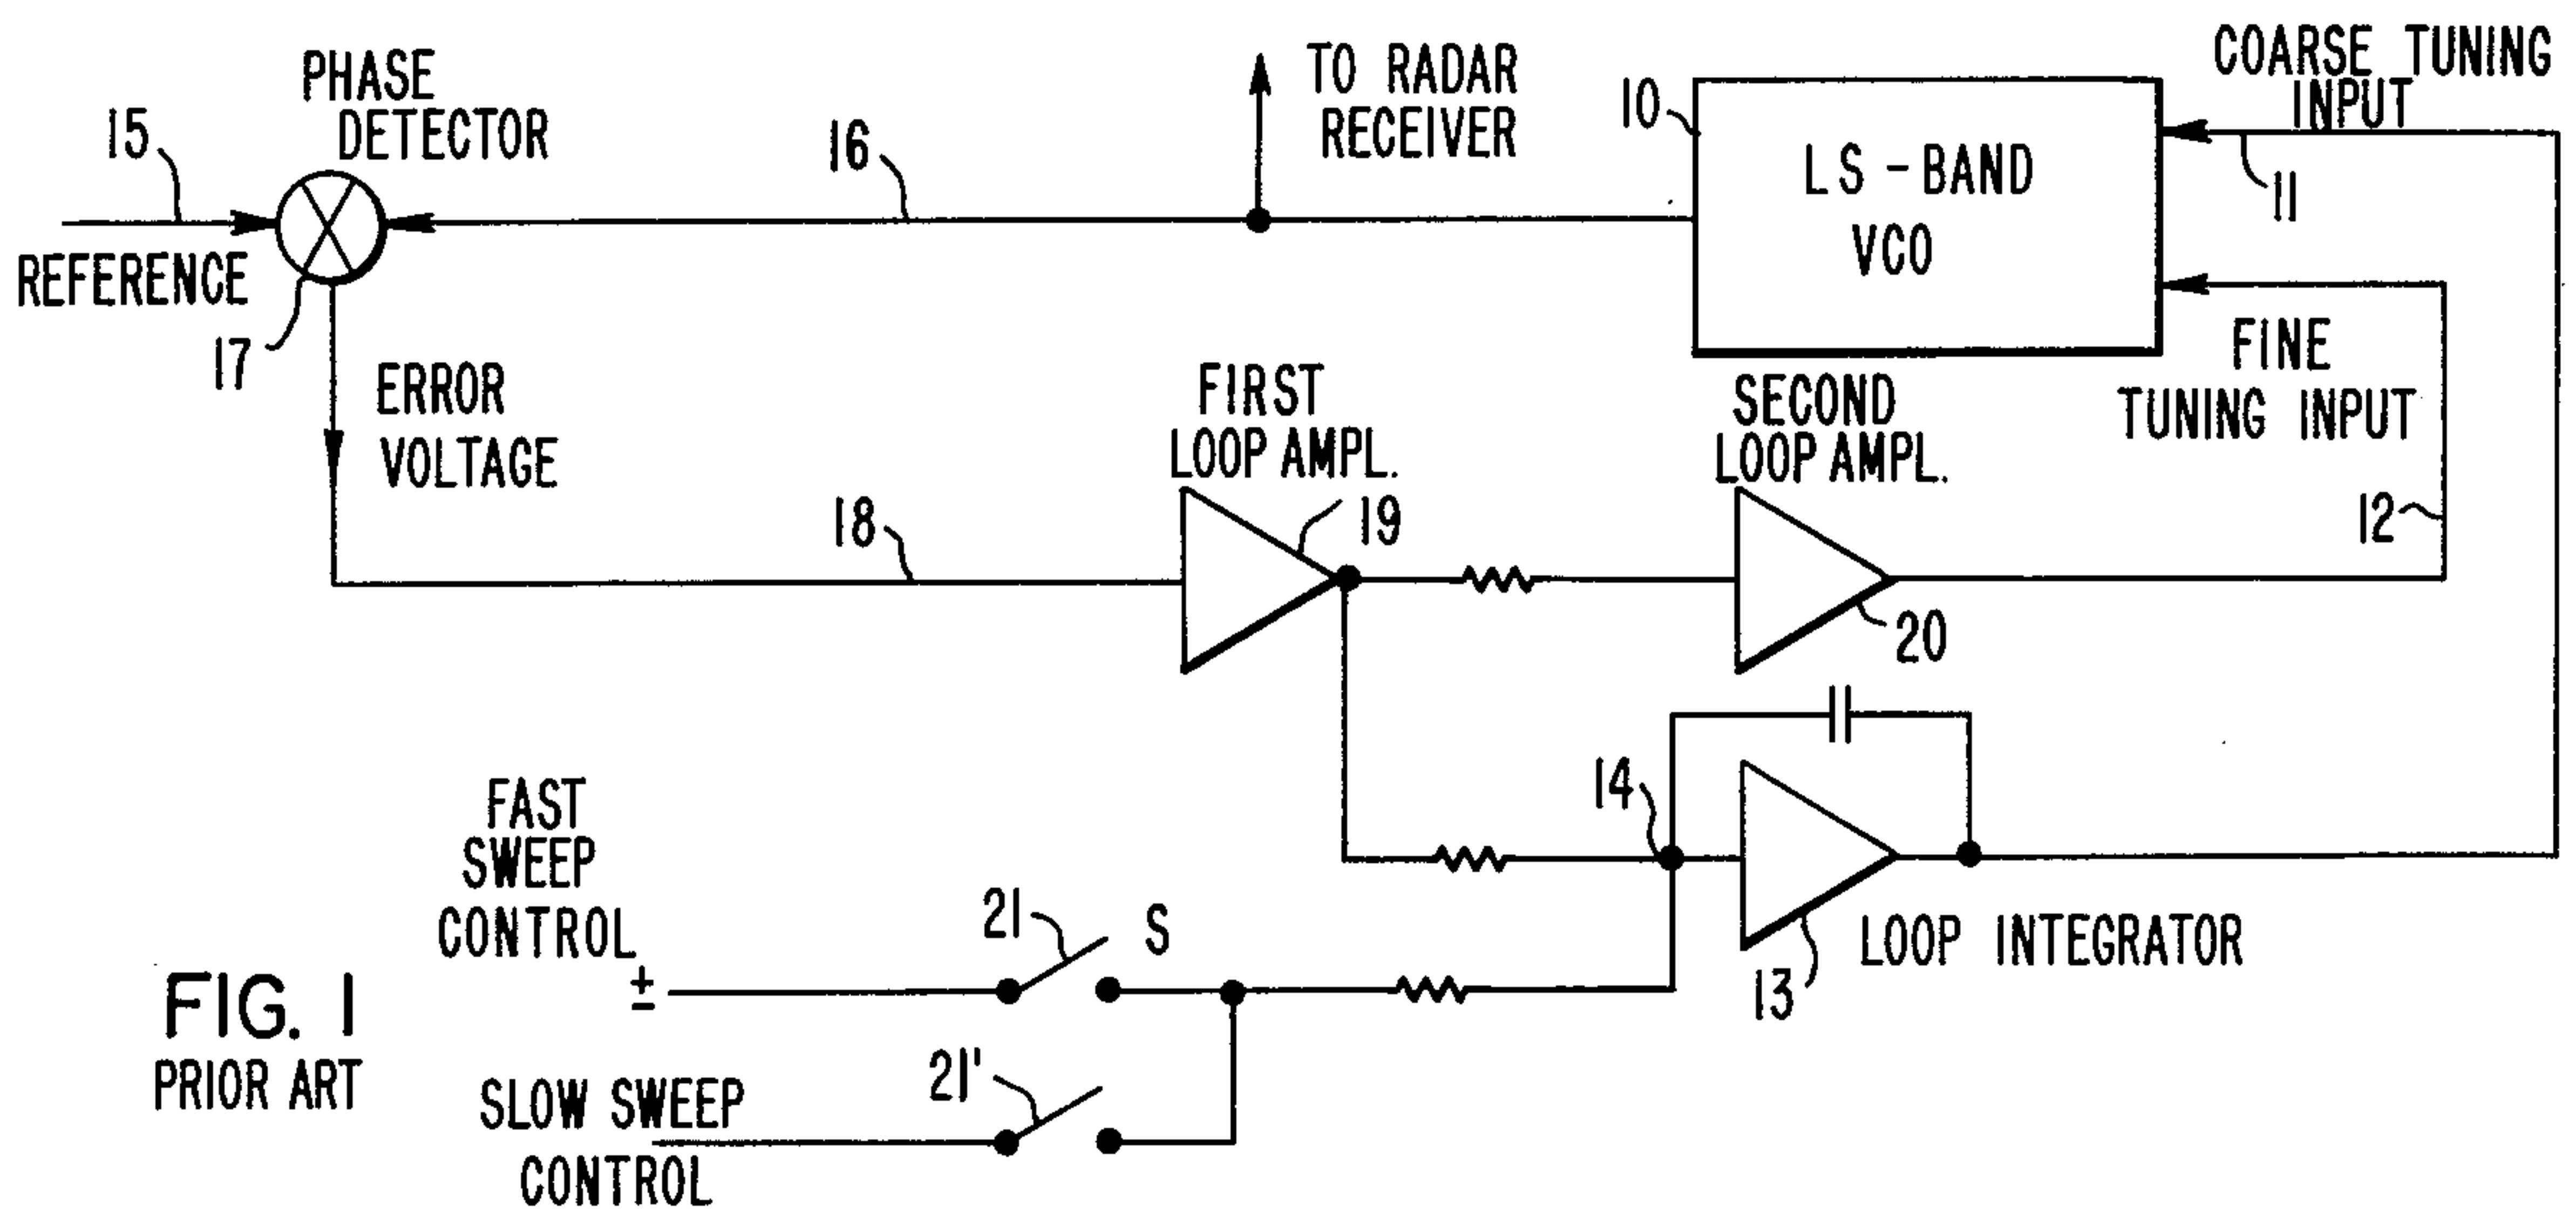 COARSE TUNING
INPUT
PHASE
DETECTOR
TO RADAR
RECEIVER
10
15
16
LS-BAND
VCO
11
REFERENCE
17
ERROR
VOLTAGE
FIRST
LOOP AMPL.
SECOND
LOOP AMPL.
FINE
TUNING INPUT
18
19
12
20
14
FAST
SWEEP
CONTROL
±
21
S
LOOP INTEGRATOR
13
FIG. 1
PRIOR ART
21'
SLOW SWEEP
CONTROL